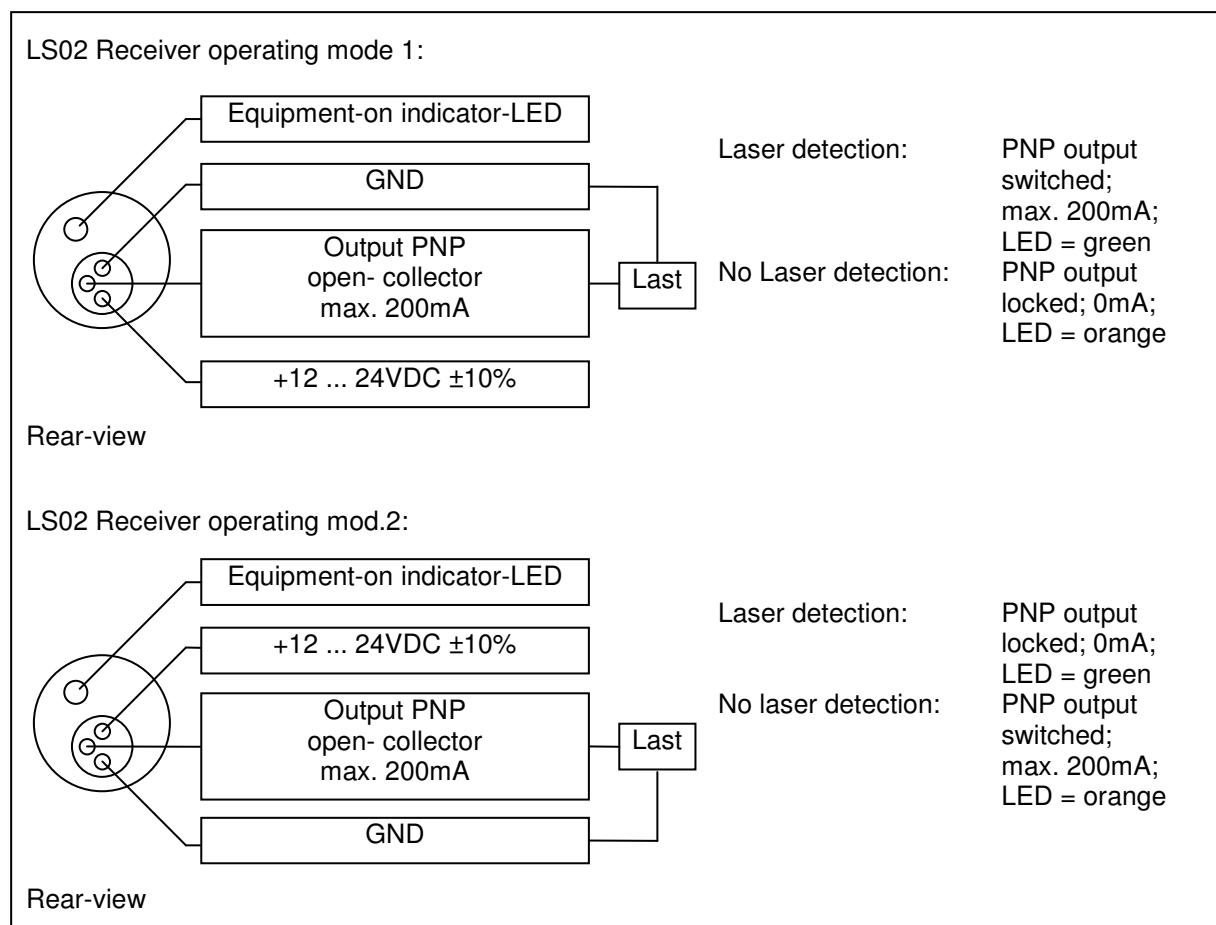 LS02 Receiver operating mode 1:
Equipment-on indicator-LED
GND
Output PNP
open- collector
max. 200mA
Last
+12 ... 24VDC ±10%
Rear-view
Laser detection:
PNP output
switched;
max. 200mA;
LED = green
No Laser detection:
PNP output
locked; 0mA;
LED = orange
LS02 Receiver operating mod.2:
Equipment-on indicator-LED
+12 ... 24VDC ±10%
Output PNP
open- collector
max. 200mA
Last
GND
Rear-view
Laser detection:
PNP output
locked; 0mA;
LED = green
No laser detection:
PNP output
switched;
max. 200mA;
LED = orange